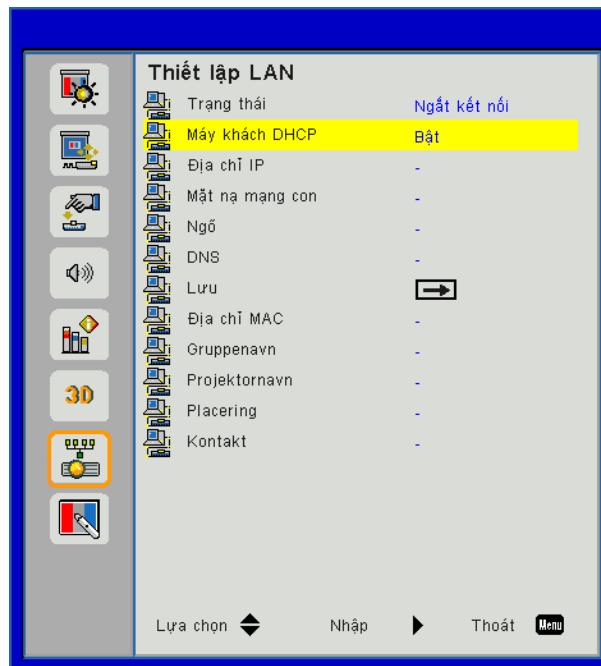 Thiết lập LAN
Trạng thái Ngắt kết nối
Máy khách DHCP Bật
Địa chỉ IP -
Mặt nạ mạng con -
Ngõ -
DNS -
Lưu
Địa chỉ MAC -
Gruppenavn -
Projektornavn -
Placering -
Kontakt -
3D
Lựa chọn Nhập Thoát Menu